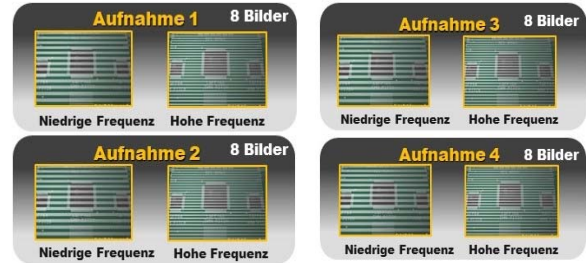 Aufnahme 1 8 Bilder
Niedrige Frequenz Hohe Frequenz
Aufnahme 2 8 Bilder
Niedrige Frequenz Hohe Frequenz
Aufnahme 3 8 Bilder
Niedrige Frequenz Hohe Frequenz
Aufnahme 4 8 Bilder
Niedrige Frequenz Hohe Frequenz